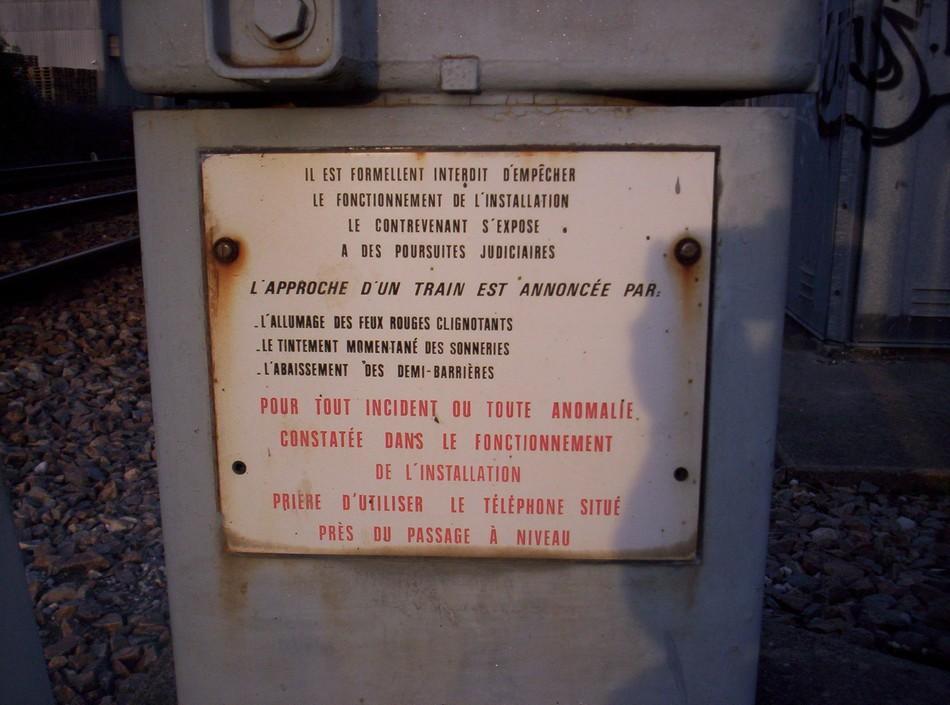 IL EST FORMELLENT INTERDIT D'EMPÊCHER
LE FONCTIONEMENT DE L'INSTALLATION
LE CONTREVENANT S'EXPOSE
A DES POURSUITES JUDICIAIRES
L'APPROCHE D'UN TRAIN EST ANNONCÉE PAR:
-L'ALLUMAGE DES FEUX ROUGES CLIGNOTANTS
-LE TINTEMENT MOMENTANÉ DES SONNERIES
-L'ABAISSEMENT DES DEMI-BARRIÈRES
POUR TOUT INCIDENT OU TOUTE ANOMALIE
CONSTATÉE DANS LE FONCTIONNEMENT
DE L'INSTALLATION
PRIÈRE D'UTILISER LE TÉLÉPHONE SITUÉ
PRÈS DU PASSAGE À NIVEAU